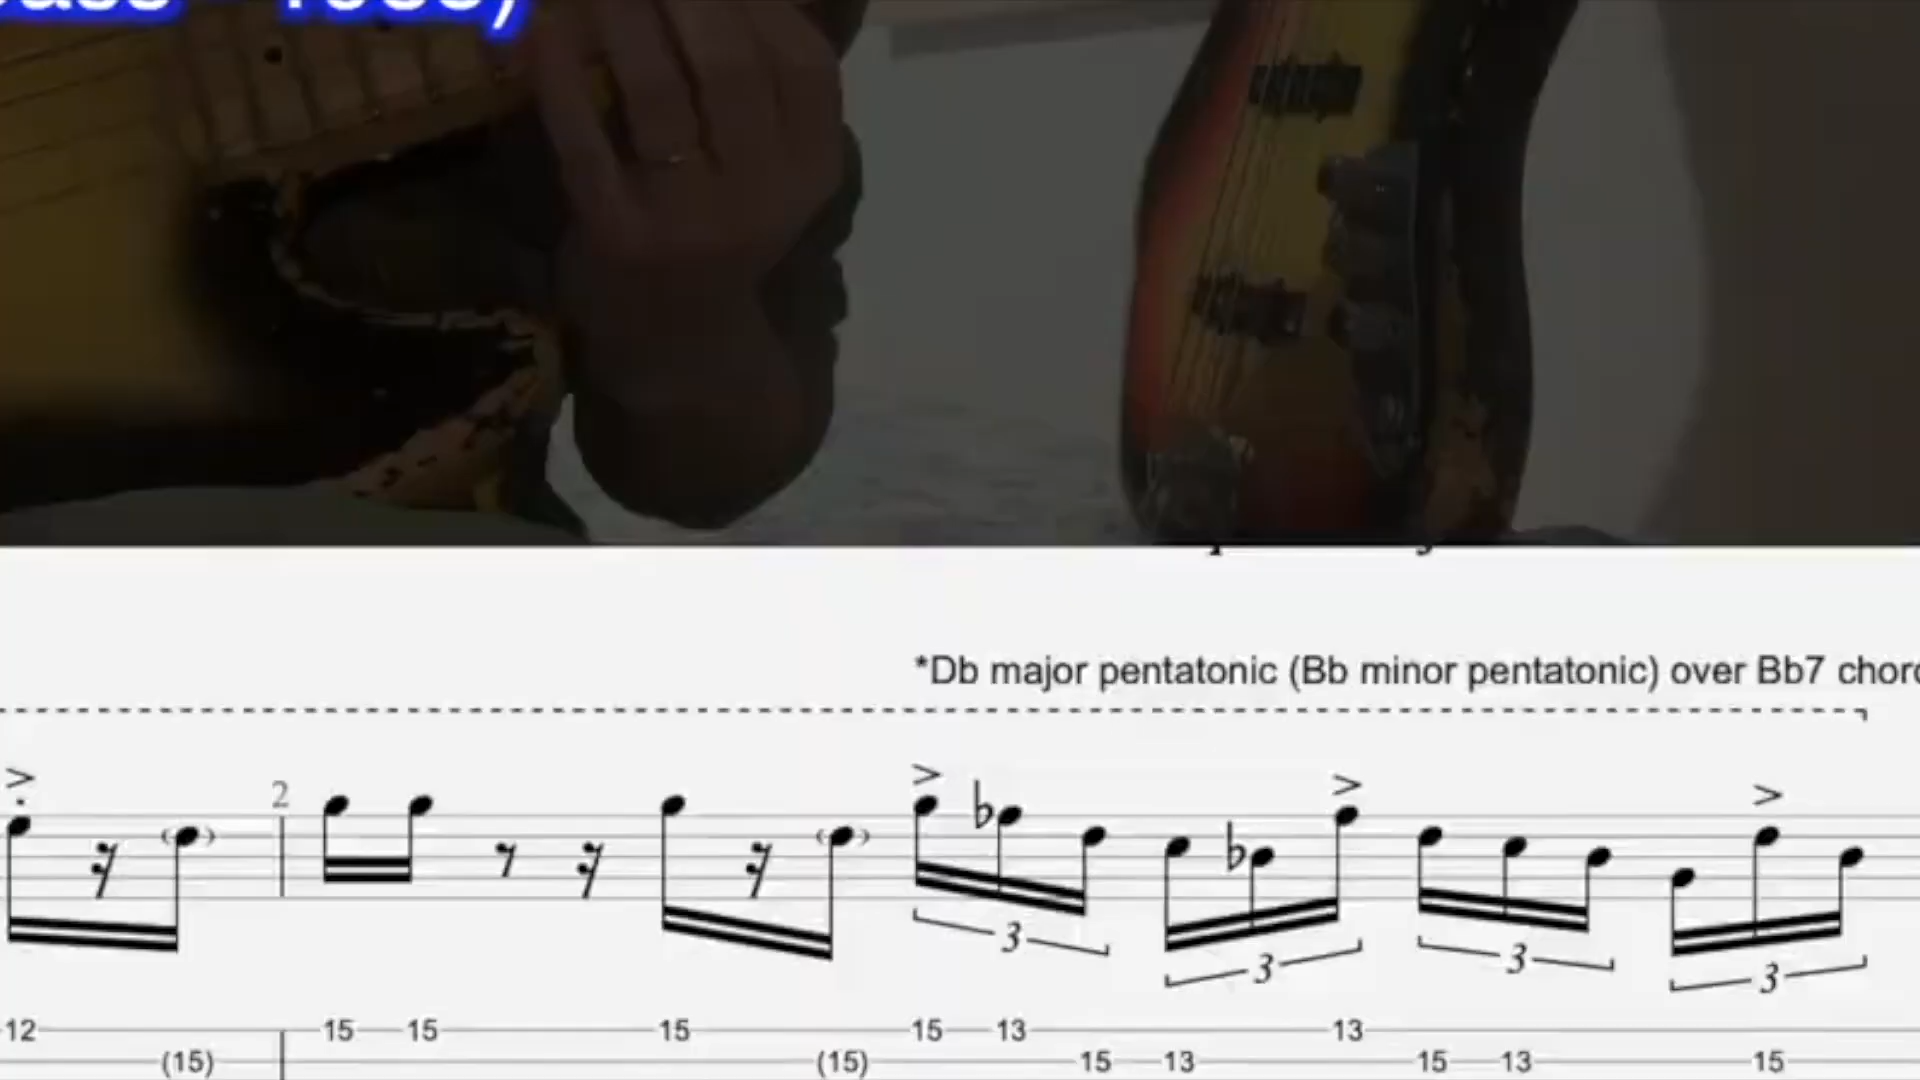 *Db major pentatonic (Bb minor pentatonic) over Bb7
2
3 3 3 3
12 15 15 15 15 13 13
(15) (15) 15 13 15 13 15